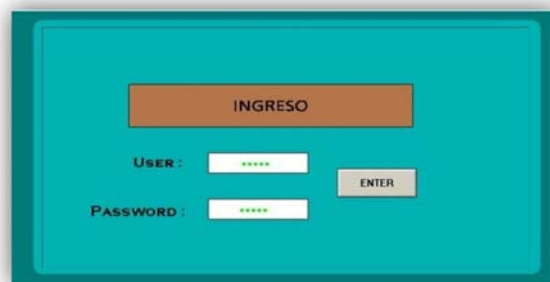 INGRESO
USER : *****
ENTER
PASSWORD : *****